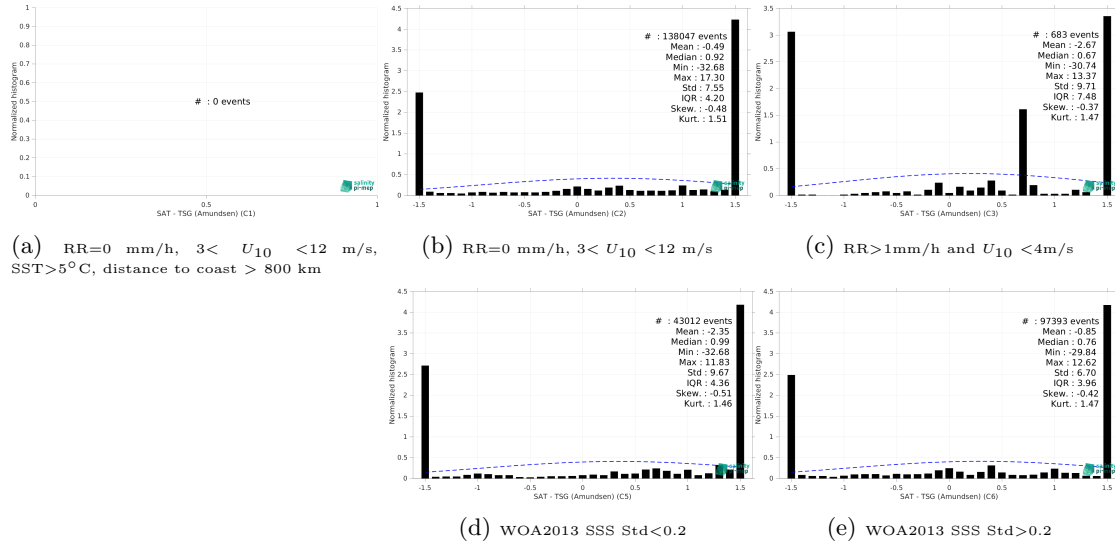 1
0.9
0.8
0.7
0.6
0.5
0.4
0.3
0.2
0.1
0
Normalized histogram
# : 0 events
0 0.5 1
SAT - TSG (Amundsen) (C1)
salinity
pi-mep
(a) RR=0 mm/h, 3< U10 <12 m/s,
SST>5°C, distance to coast > 800 km
4.5
4
3.5
3
2.5
2
1.5
1
0.5
0
Normalized histogram
# : 138047 events
Mean : -0.49
Median : 0.92
Min : -32.68
Max : 17.30
Std : 7.55
IQR : 4.20
Skew. : -0.48
Kurt. : 1.51
-1.5 -1 -0.5 0 0.5 1 1.5
SAT - TSG (Amundsen) (C2)
salinity
pi-mep
(b) RR=0 mm/h, 3< U10 <12 m/s
3.5
3
2.5
2
1.5
1
0.5
0
Normalized histogram
# : 683 events
Mean : -2.67
Median : 0.67
Min : -30.74
Max : 13.37
Std : 9.71
IQR : 7.48
Skew. : -0.37
Kurt. : 1.47
-1.5 -1 -0.5 0 0.5 1 1.5
SAT - TSG (Amundsen) (C3)
salinity
pi-mep
(c) RR>1mm/h and U10 <4m/s
4.5
4
3.5
3
2.5
2
1.5
1
0.5
0
Normalized histogram
# : 43012 events
Mean : -2.35
Median : 0.99
Min : -32.68
Max : 11.83
Std : 9.67
IQR : 4.36
Skew. : -0.51
Kurt. : 1.46
-1.5 -1 -0.5 0 0.5 1 1.5
SAT - TSG (Amundsen) (C5)
salinity
pi-mep
(d) WOA2013 SSS Std<0.2
4.5
4
3.5
3
2.5
2
1.5
1
0.5
0
Normalized histogram
# : 97393 events
Mean : -0.85
Median : 0.76
Min : -29.84
Max : 12.62
Std : 6.70
IQR : 3.96
Skew. : -0.42
Kurt. : 1.47
-1.5 -1 -0.5 0 0.5 1 1.5
SAT - TSG (Amundsen) (C6)
salinity
pi-mep
(e) WOA2013 SSS Std>0.2